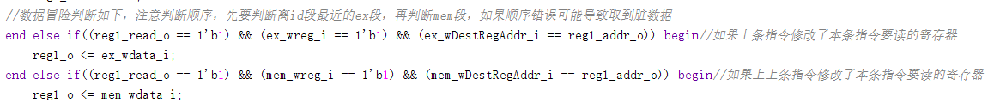 //数据冒险判断如下，注意判断顺序，先要判断离id段最近的ex段，再判断mem段，如果顺序错误可能导致取到脏数据
end else if((reg1_read_o == 1'b1) && (ex_wreg_i == 1'b1) && (ex_wDestRegAddr_i == reg1_addr_o)) begin//如果上条指令修改了本条指令要读的寄存器
    reg1_o <= ex_wdata_i;
end else if((reg1_read_o == 1'b1) && (mem_wreg_i == 1'b1) && (mem_wDestRegAddr_i == reg1_addr_o)) begin//如果上上条指令修改了本条指令要读的寄存器
    reg1_o <= mem_wdata_i;